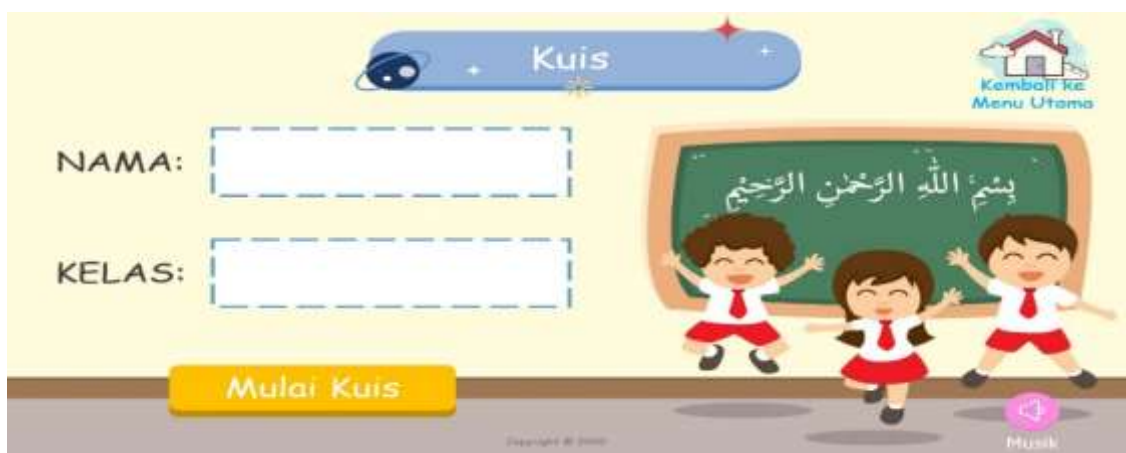 Kuis
Kembali ke
Menu Utama
NAMA:
بِسْمِ اللّٰهِ الرَّحْمٰنِ الرَّحِيْمِ
KELAS:
Mulai Kuis
Musik